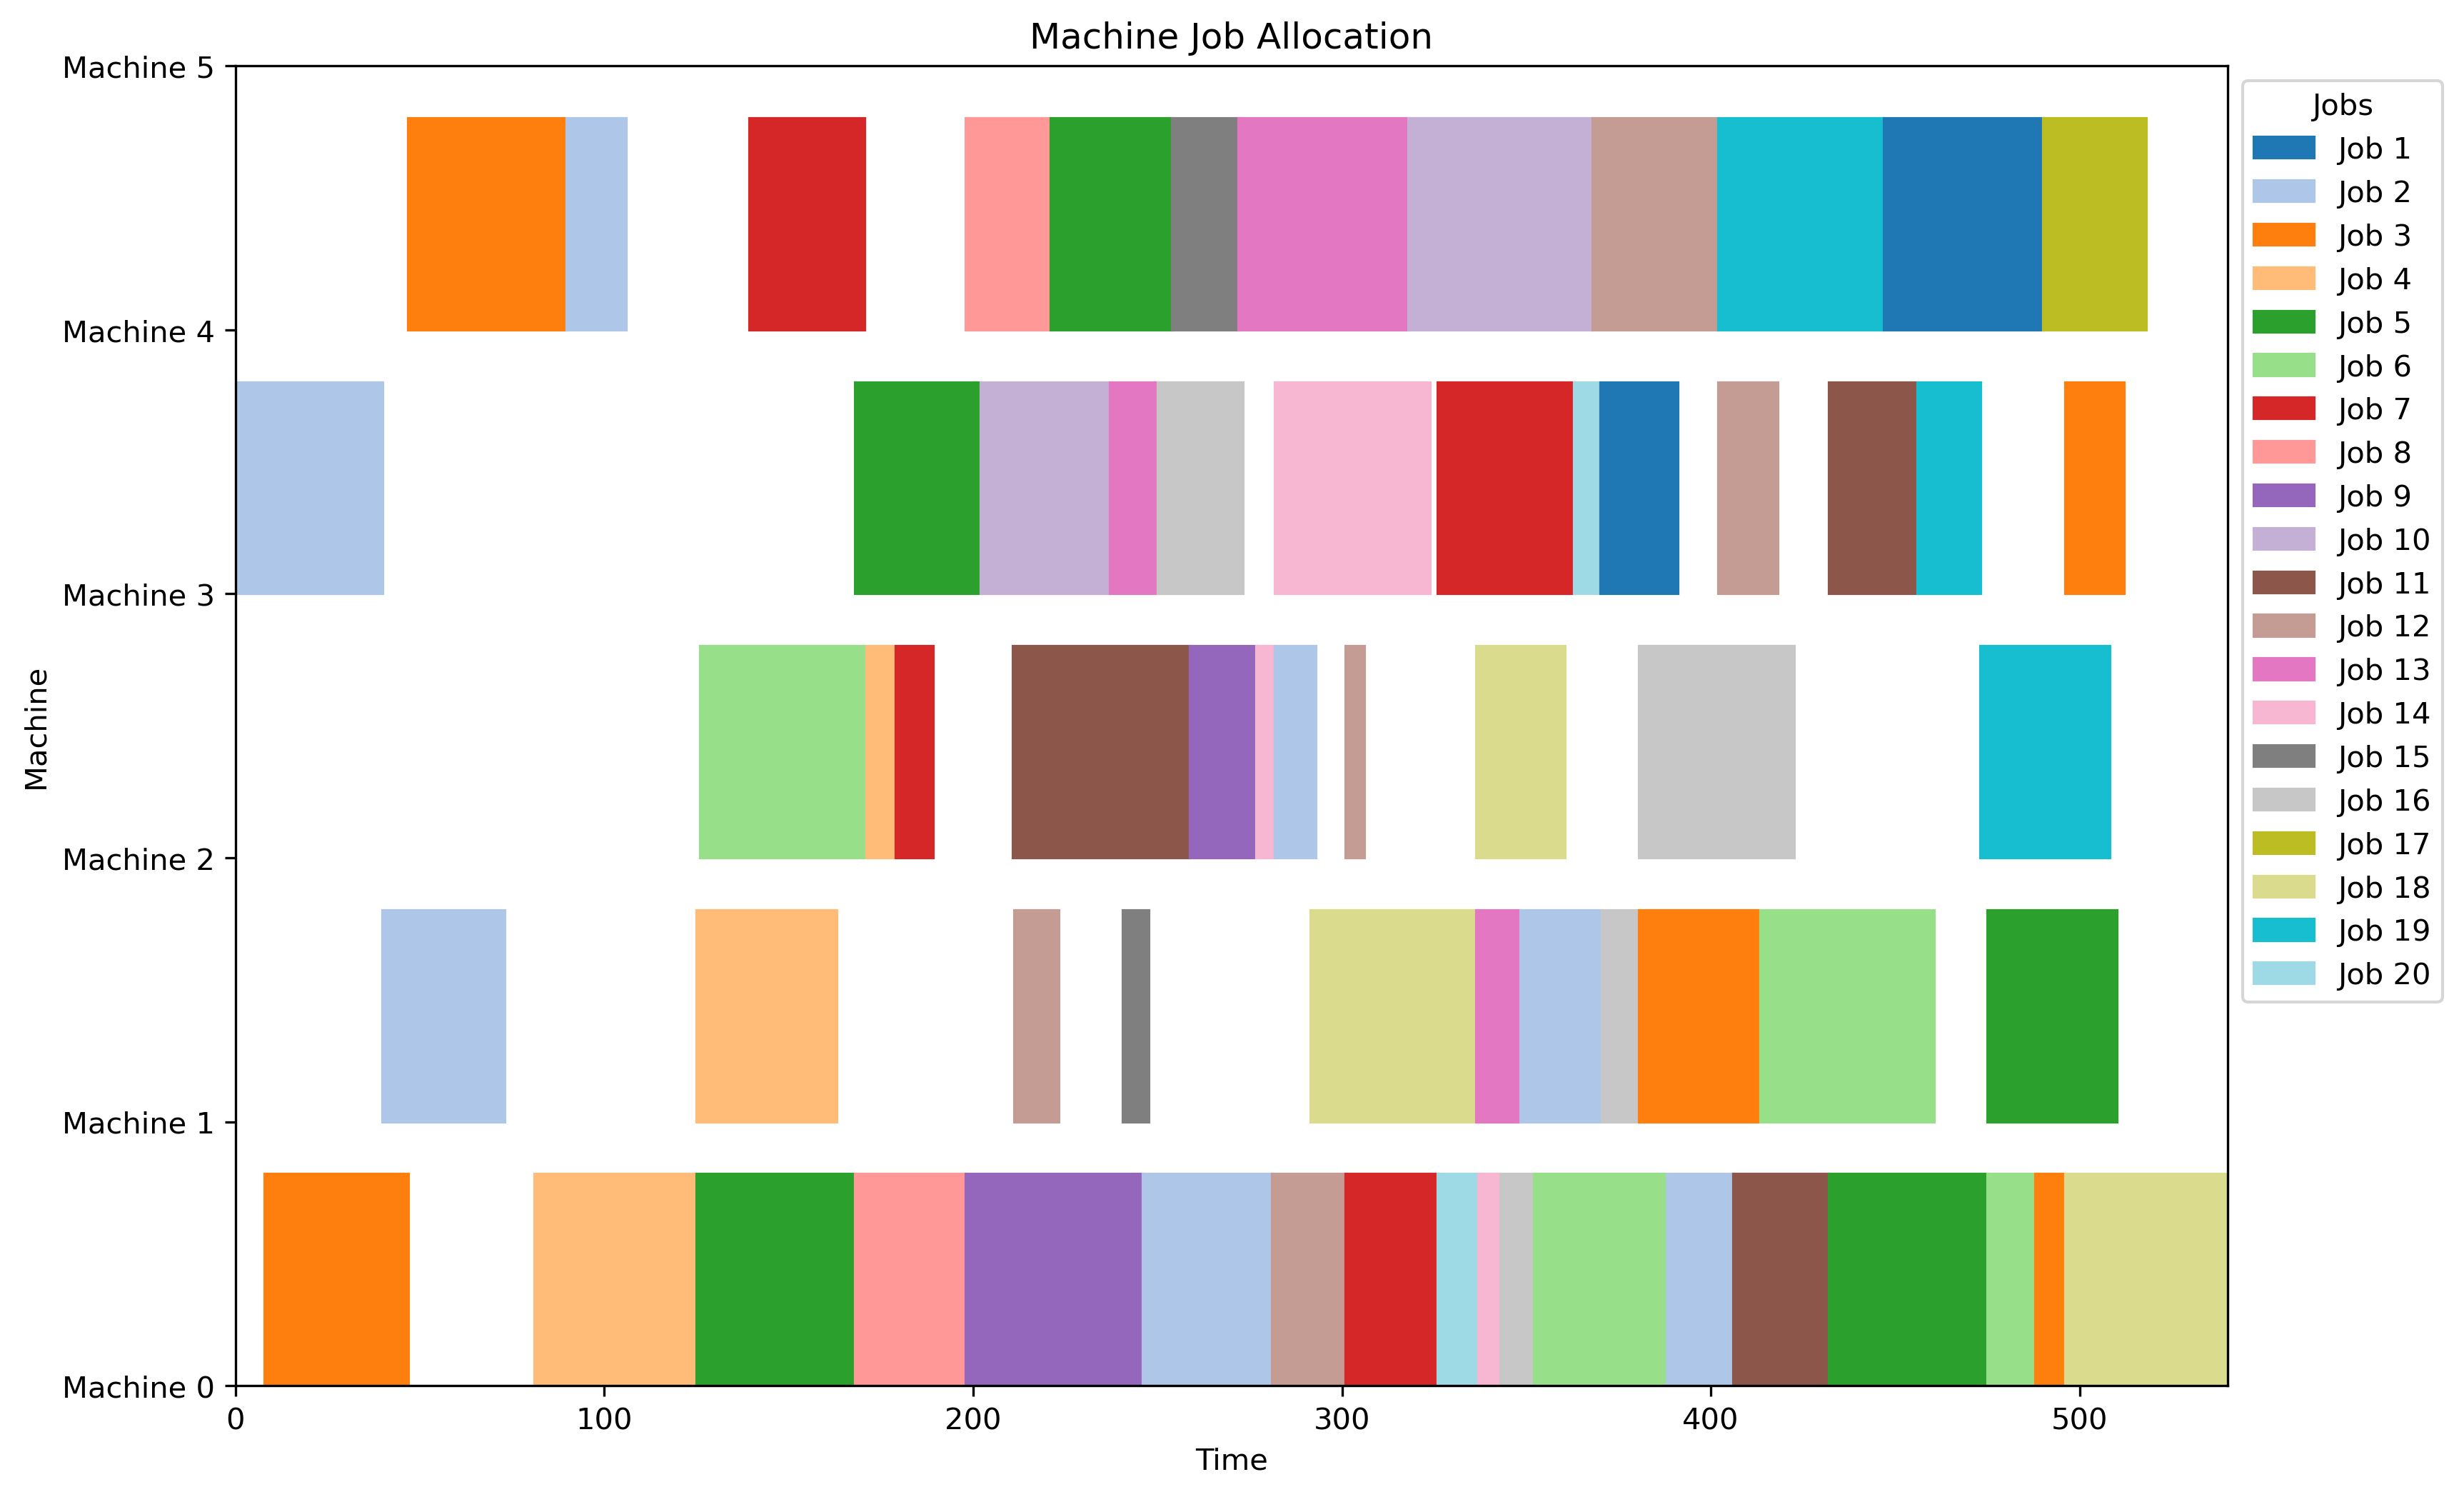 Machine Job Allocation
Machine 5
Machine 4
Machine 3
Machine 2
Machine 1
Machine 0
Machine
0 100 200 300 400 500
Time
Jobs
Job 1
Job 2
Job 3
Job 4
Job 5
Job 6
Job 7
Job 8
Job 9
Job 10
Job 11
Job 12
Job 13
Job 14
Job 15
Job 16
Job 17
Job 18
Job 19
Job 20